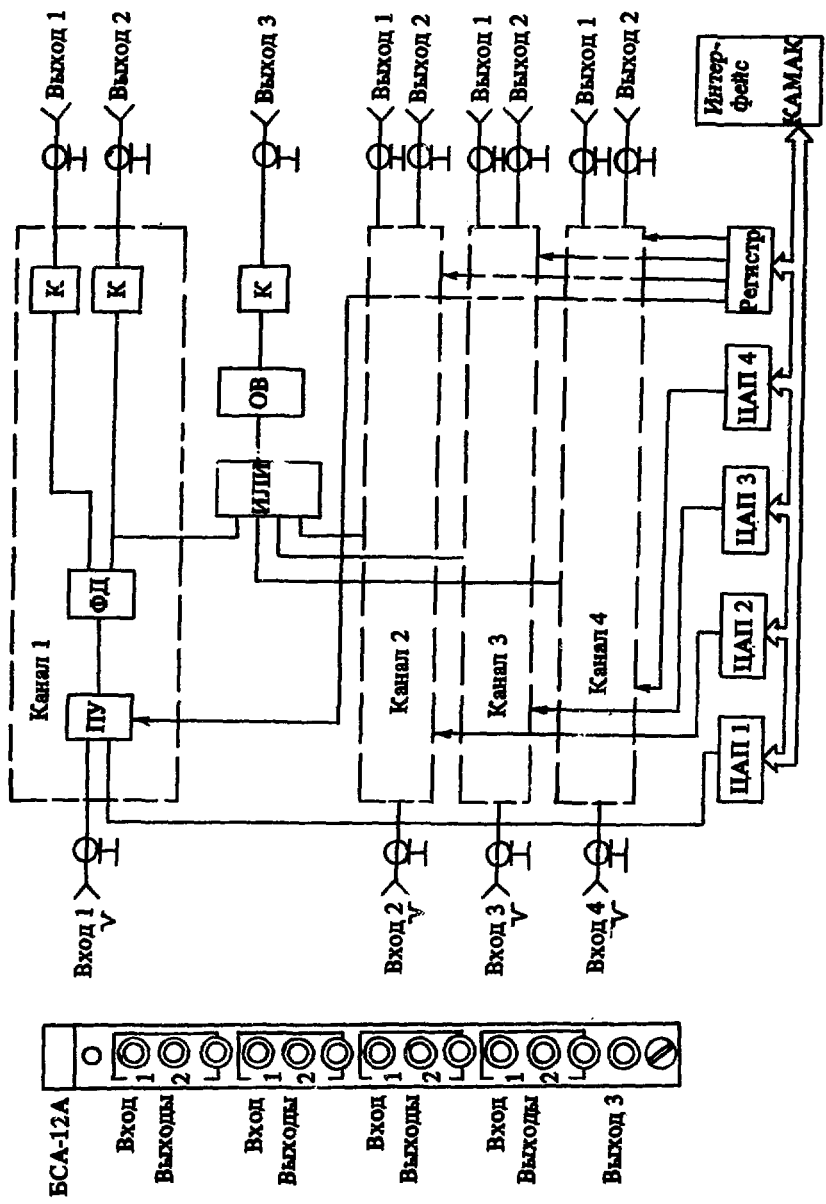 БСА-12А
Вход
1
Выходы
2
Вход
1
Выходы
2
Вход
1
Выходы
2
Вход
1
Выходы
2
Выход 3
Вход 1
Канал 1
ПУ
ФД
К
Выход 1
К
Выход 2
ИЛИ
ОВ
К
Выход 3
Вход 2
Канал 2
Выход 1
Выход 2
Вход 3
Канал 3
Выход 1
Выход 2
Вход 4
Канал 4
Выход 1
Выход 2
ЦАП 1
ЦАП 2
ЦАП 3
ЦАП 4
Регистр
Интер-
фейс
КАМАК